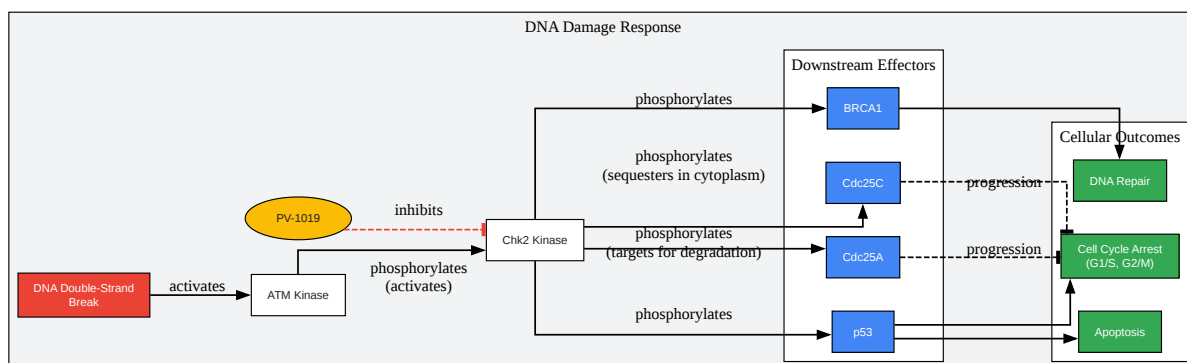 DNA Damage Response
Downstream Effectors
BRCA1
phosphorylates
Cellular Outcomes
phosphorylates
(sequesters in cytoplasm)
Cdc25C
progression
DNA Repair
PV-1019
inhibits
Chk2 Kinase
phosphorylates
(targets for degradation)
Cdc25A
progression
Cell Cycle Arrest
(G1/S, G2/M)
phosphorylates
(activates)
DNA Double-Strand
Break
activates
ATM Kinase
phosphorylates
p53
Apoptosis